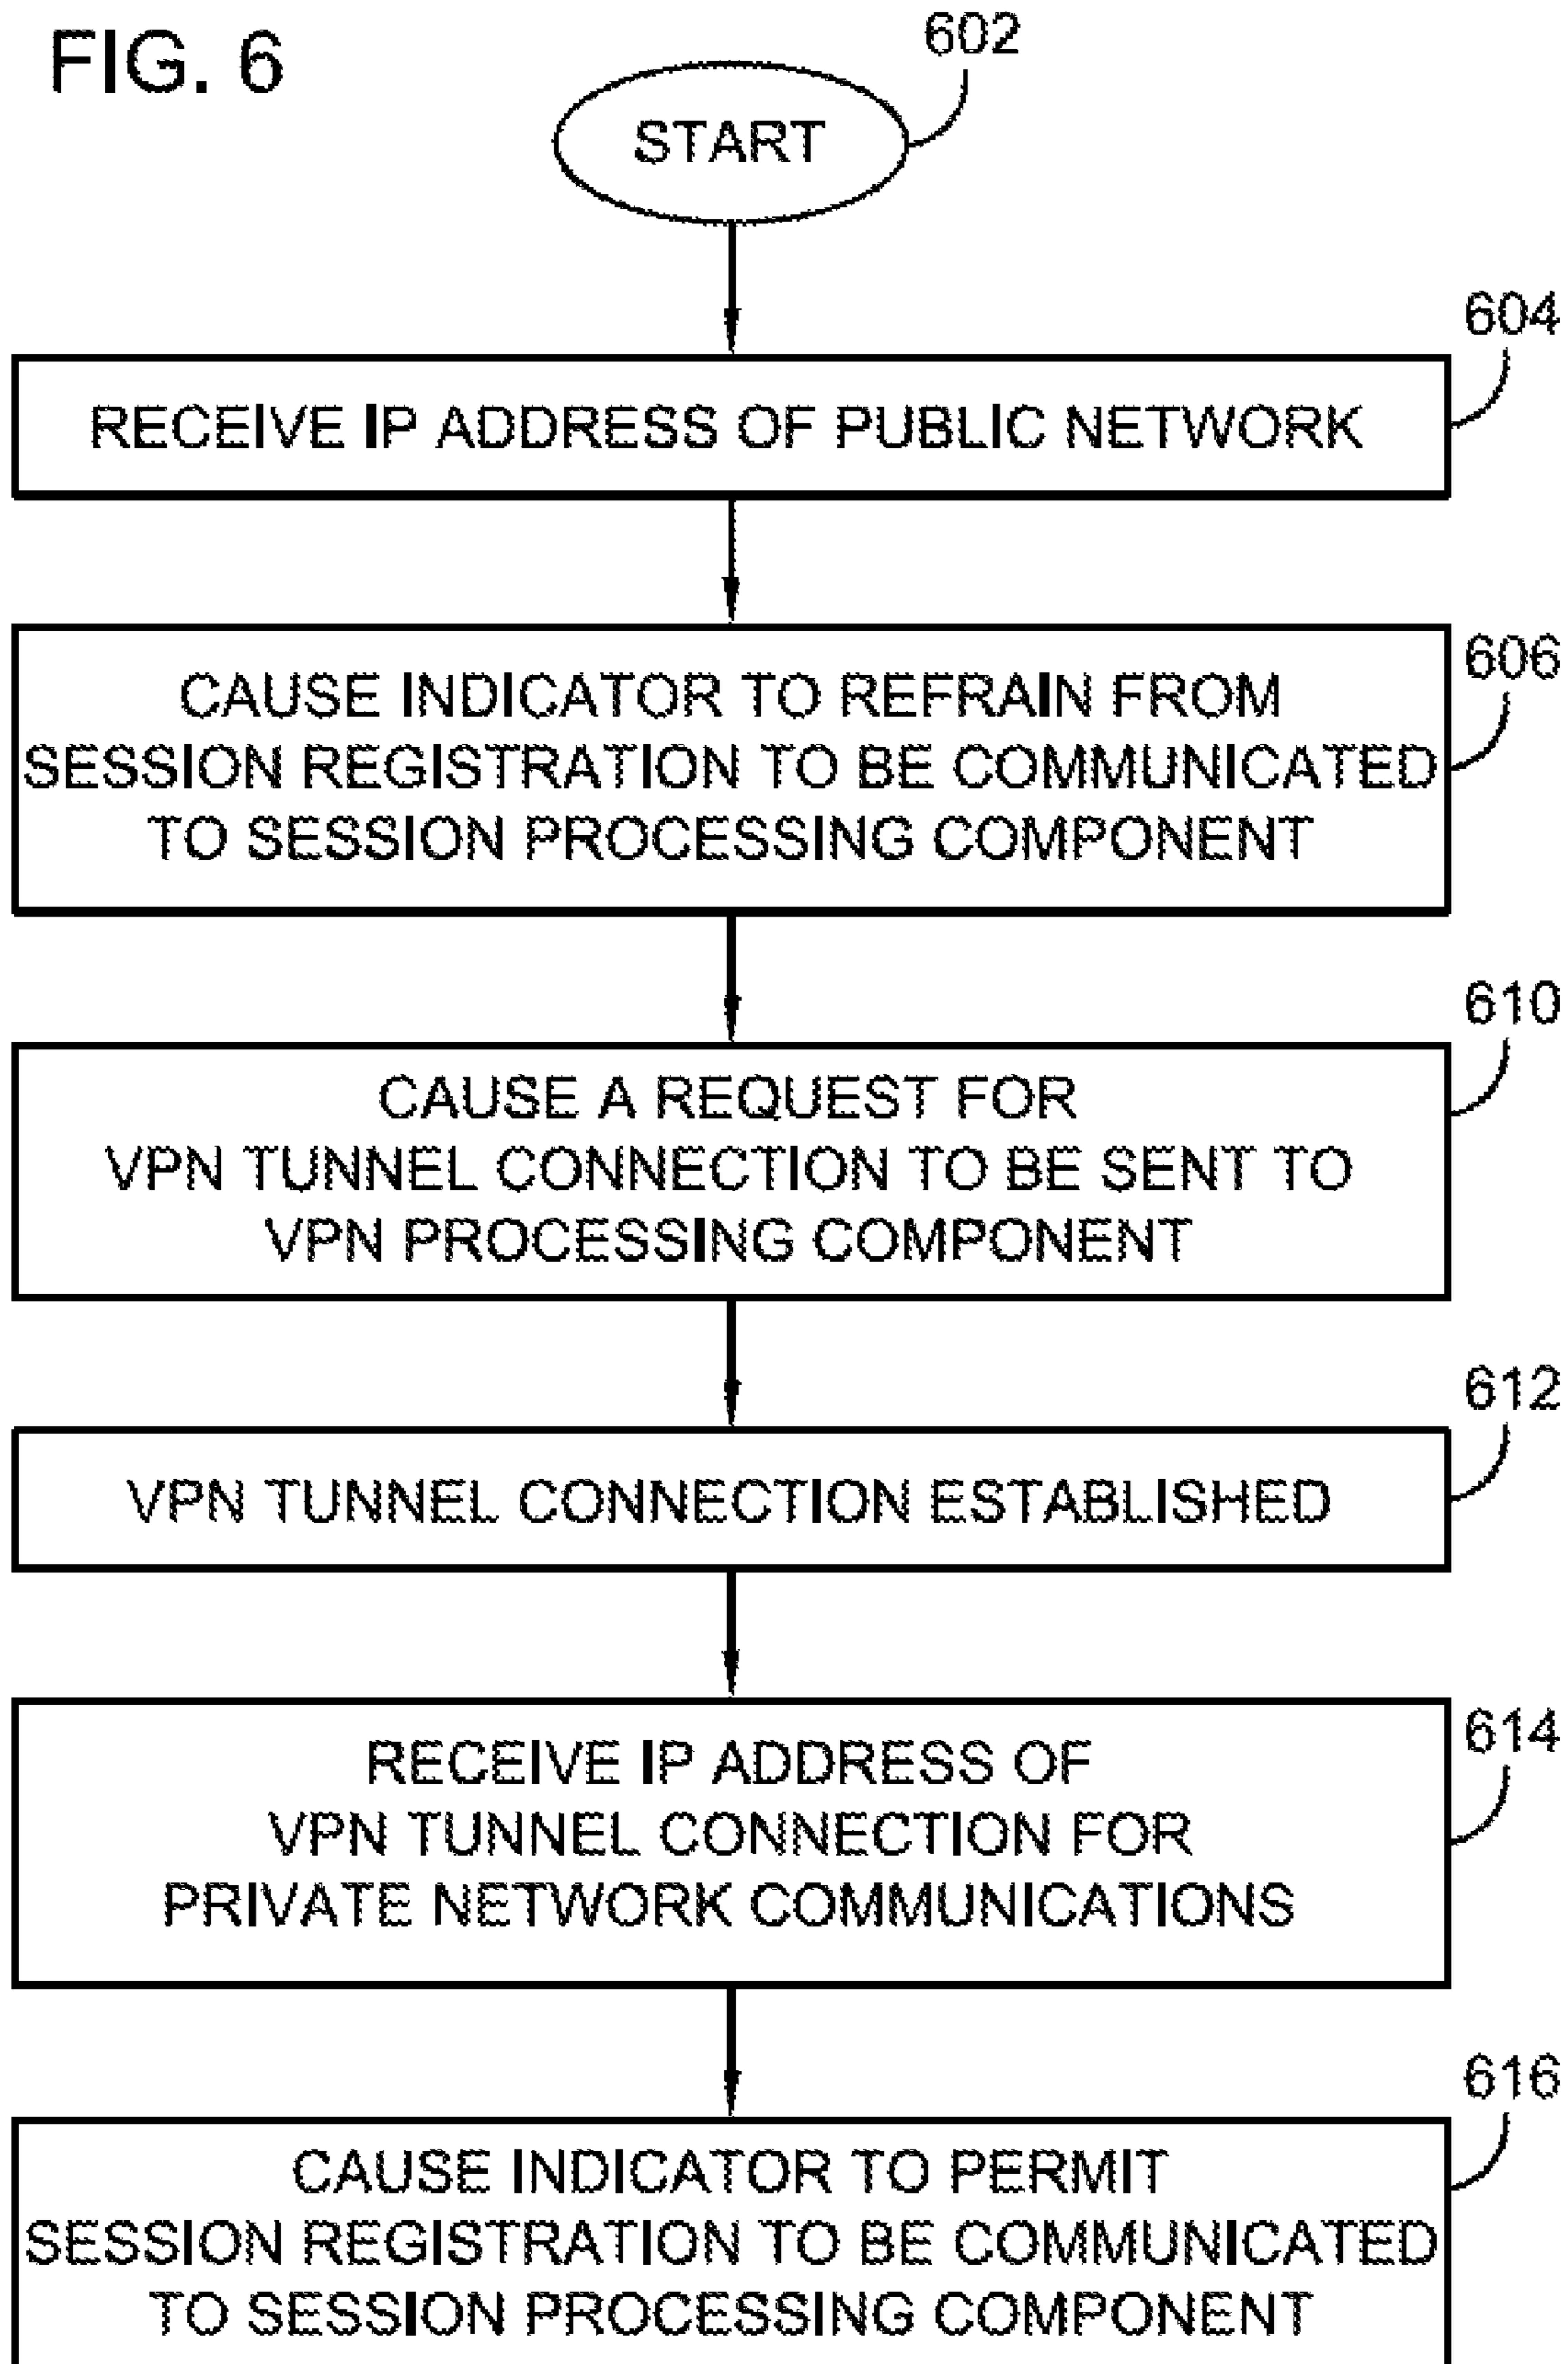 FIG. 6
602
START
604
RECEIVE IP ADDRESS OF PUBLIC NETWORK
606
CAUSE INDICATOR TO REFRAIN FROM
SESSION REGISTRATION TO BE COMMUNICATED
TO SESSION PROCESSING COMPONENT
610
CAUSE A REQUEST FOR
VPN TUNNEL CONNECTION TO BE SENT TO
VPN PROCESSING COMPONENT
612
VPN TUNNEL CONNECTION ESTABLISHED
614
RECEIVE IP ADDRESS OF
VPN TUNNEL CONNECTION FOR
PRIVATE NETWORK COMMUNICATIONS
616
CAUSE INDICATOR TO PERMIT
SESSION REGISTRATION TO BE COMMUNICATED
TO SESSION PROCESSING COMPONENT